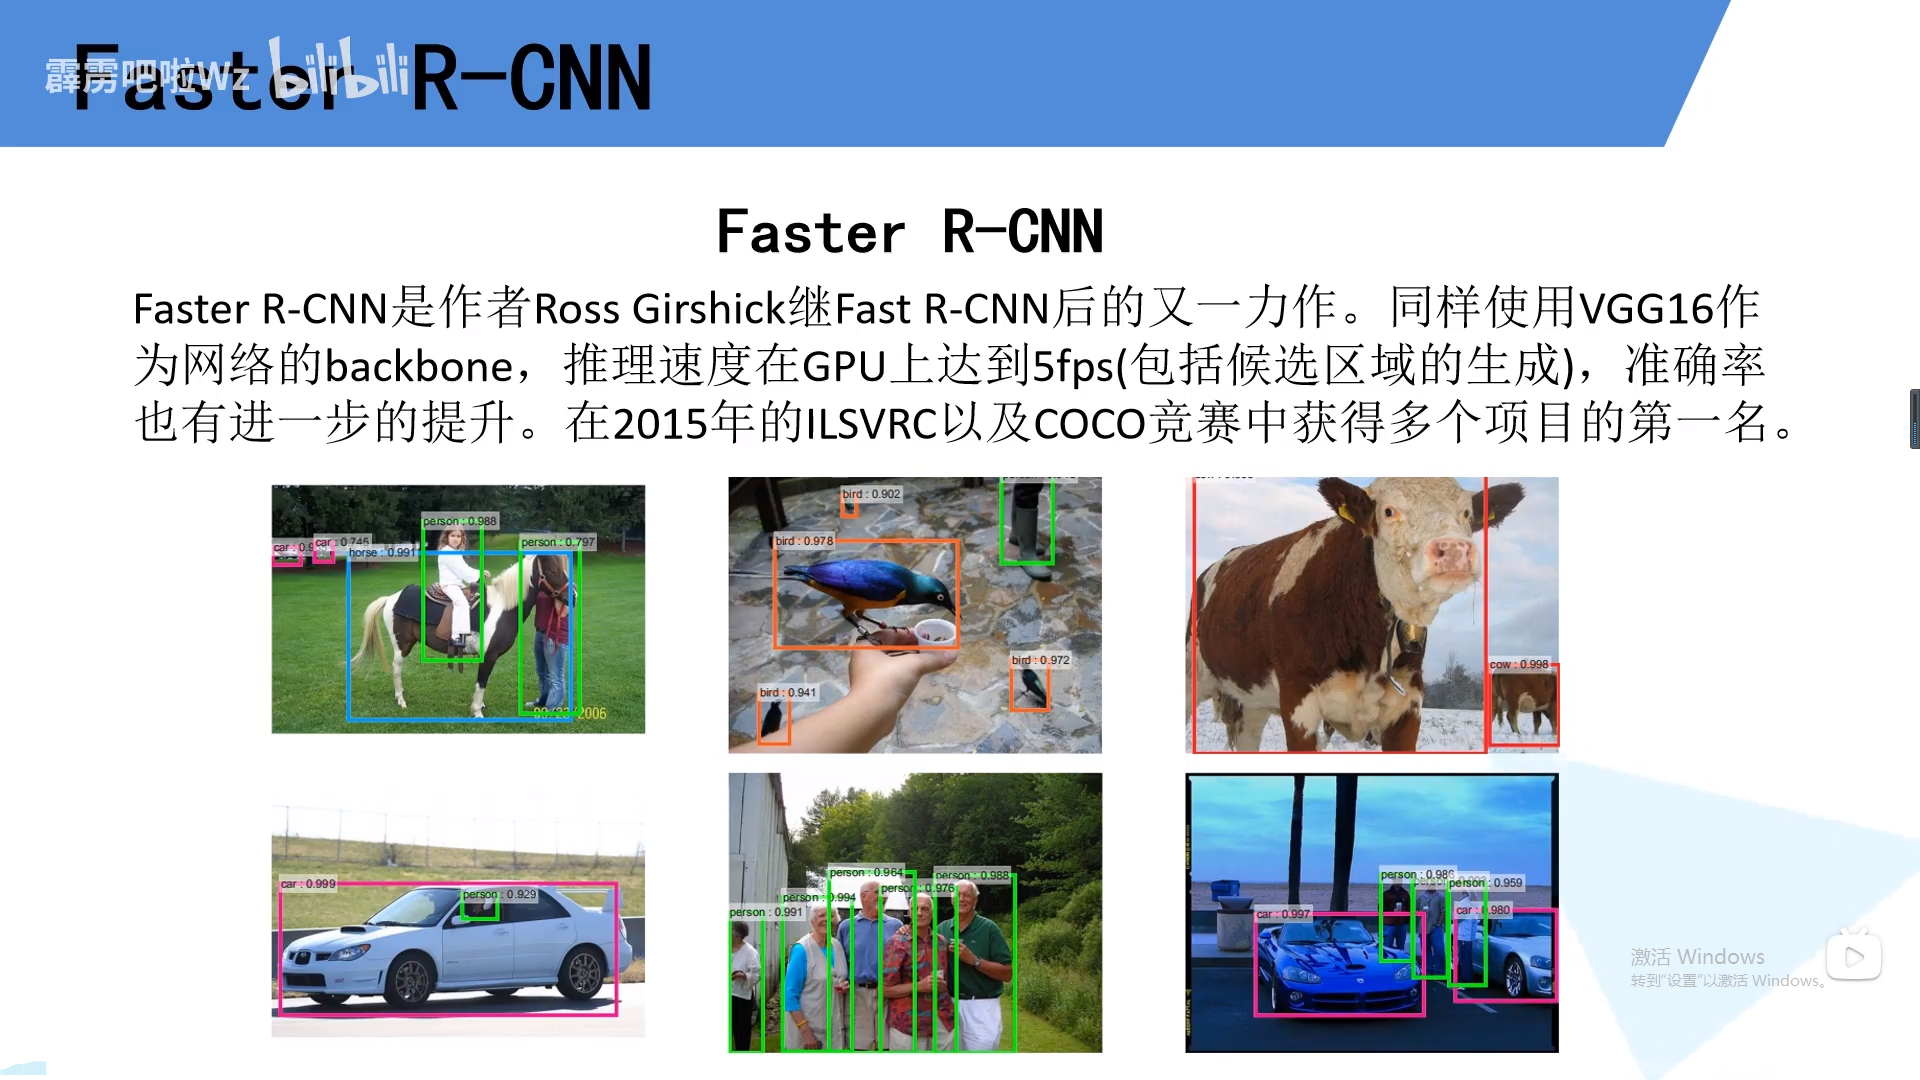 Faster R-CNN
霹雳吧啦Wz bilibili
Faster R-CNN
Faster R-CNN是作者Ross Girshick继Fast R-CNN后的又一力作。同样使用VGG16作
为网络的backbone，推理速度在GPU上达到5fps(包括候选区域的生成)，准确率
也有进一步的提升。在2015年的ILSVRC以及COCO竞赛中获得多个项目的第一名。
person : 0.988
car : 0.9
car : 0.745
horse : 0.991
person : 0.797
2006
bird : 0.902
bird : 0.978
bird : 0.972
bird : 0.941
cow : 0.998
car : 0.999
person : 0.929
person : 0.964
person : 0.988
person : 0.976
person : 0.994
person : 0.991
person : 0.986
person : 0.959
car : 0.997
car : 0.980
激活 Windows
转到“设置”以激活 Windows。